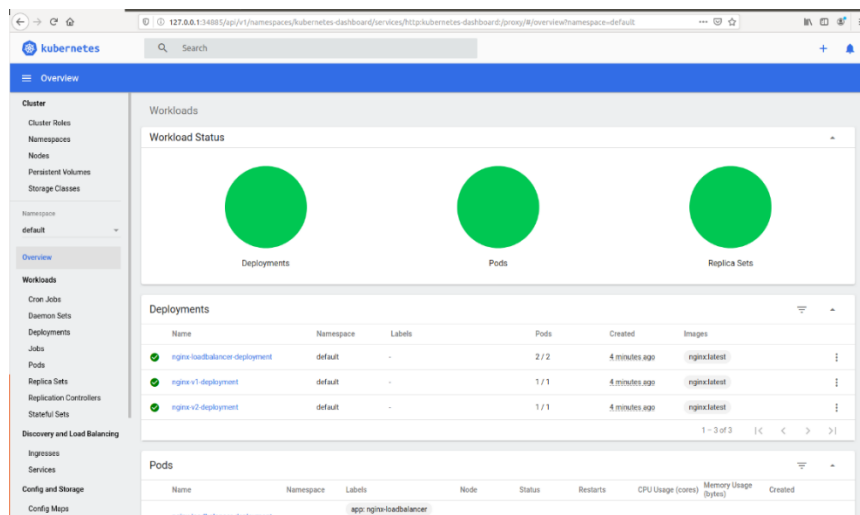 127.0.0.1:34885/api/v1/namespaces/kubernetes-dashboard/services/http:kubernetes-dashboard:/proxy/#/overview?namespace=default
kubernetes
Search
Overview
Cluster
Cluster Roles
Namespaces
Nodes
Persistent Volumes
Storage Classes
Namespace
default
Overview
Workloads
Cron Jobs
Daemon Sets
Deployments
Jobs
Pods
Replica Sets
Replication Controllers
Stateful Sets
Discovery and Load Balancing
Ingresses
Services
Config and Storage
Config Maps
Workloads
Workload Status
Deployments Pods Replica Sets
Deployments
Name Namespace Labels Pods Created Images
nginx-loadbalancer-deployment default - 2 / 2 4 minutes ago nginx:latest
nginx-v1-deployment default - 1 / 1 4 minutes ago nginx:latest
nginx-v2-deployment default - 1 / 1 4 minutes ago nginx:latest
1 – 3 of 3
Pods
Name Namespace Labels Node Status Restarts CPU Usage (cores) Memory Usage (bytes) Created
app: nginx-loadbalancer